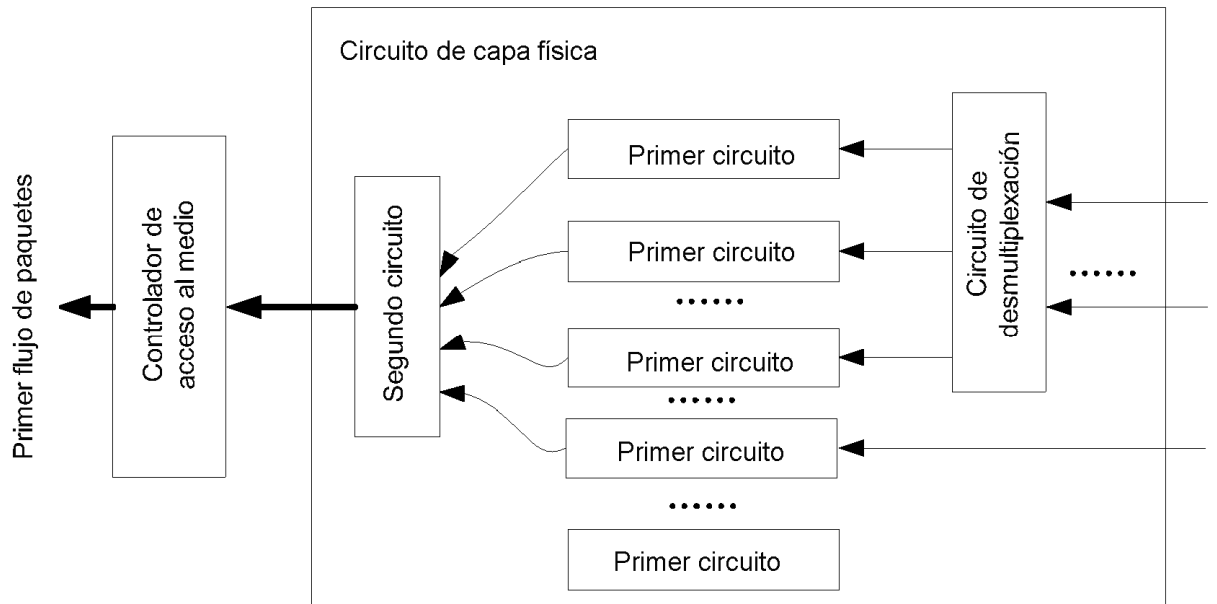 Circuito de capa física
Primer flujo de paquetes
Controlador de
acceso al medio
Segundo circuito
Primer circuito
Primer circuito
......
Primer circuito
......
Primer circuito
......
Primer circuito
Circuito de
desmultiplexación
......